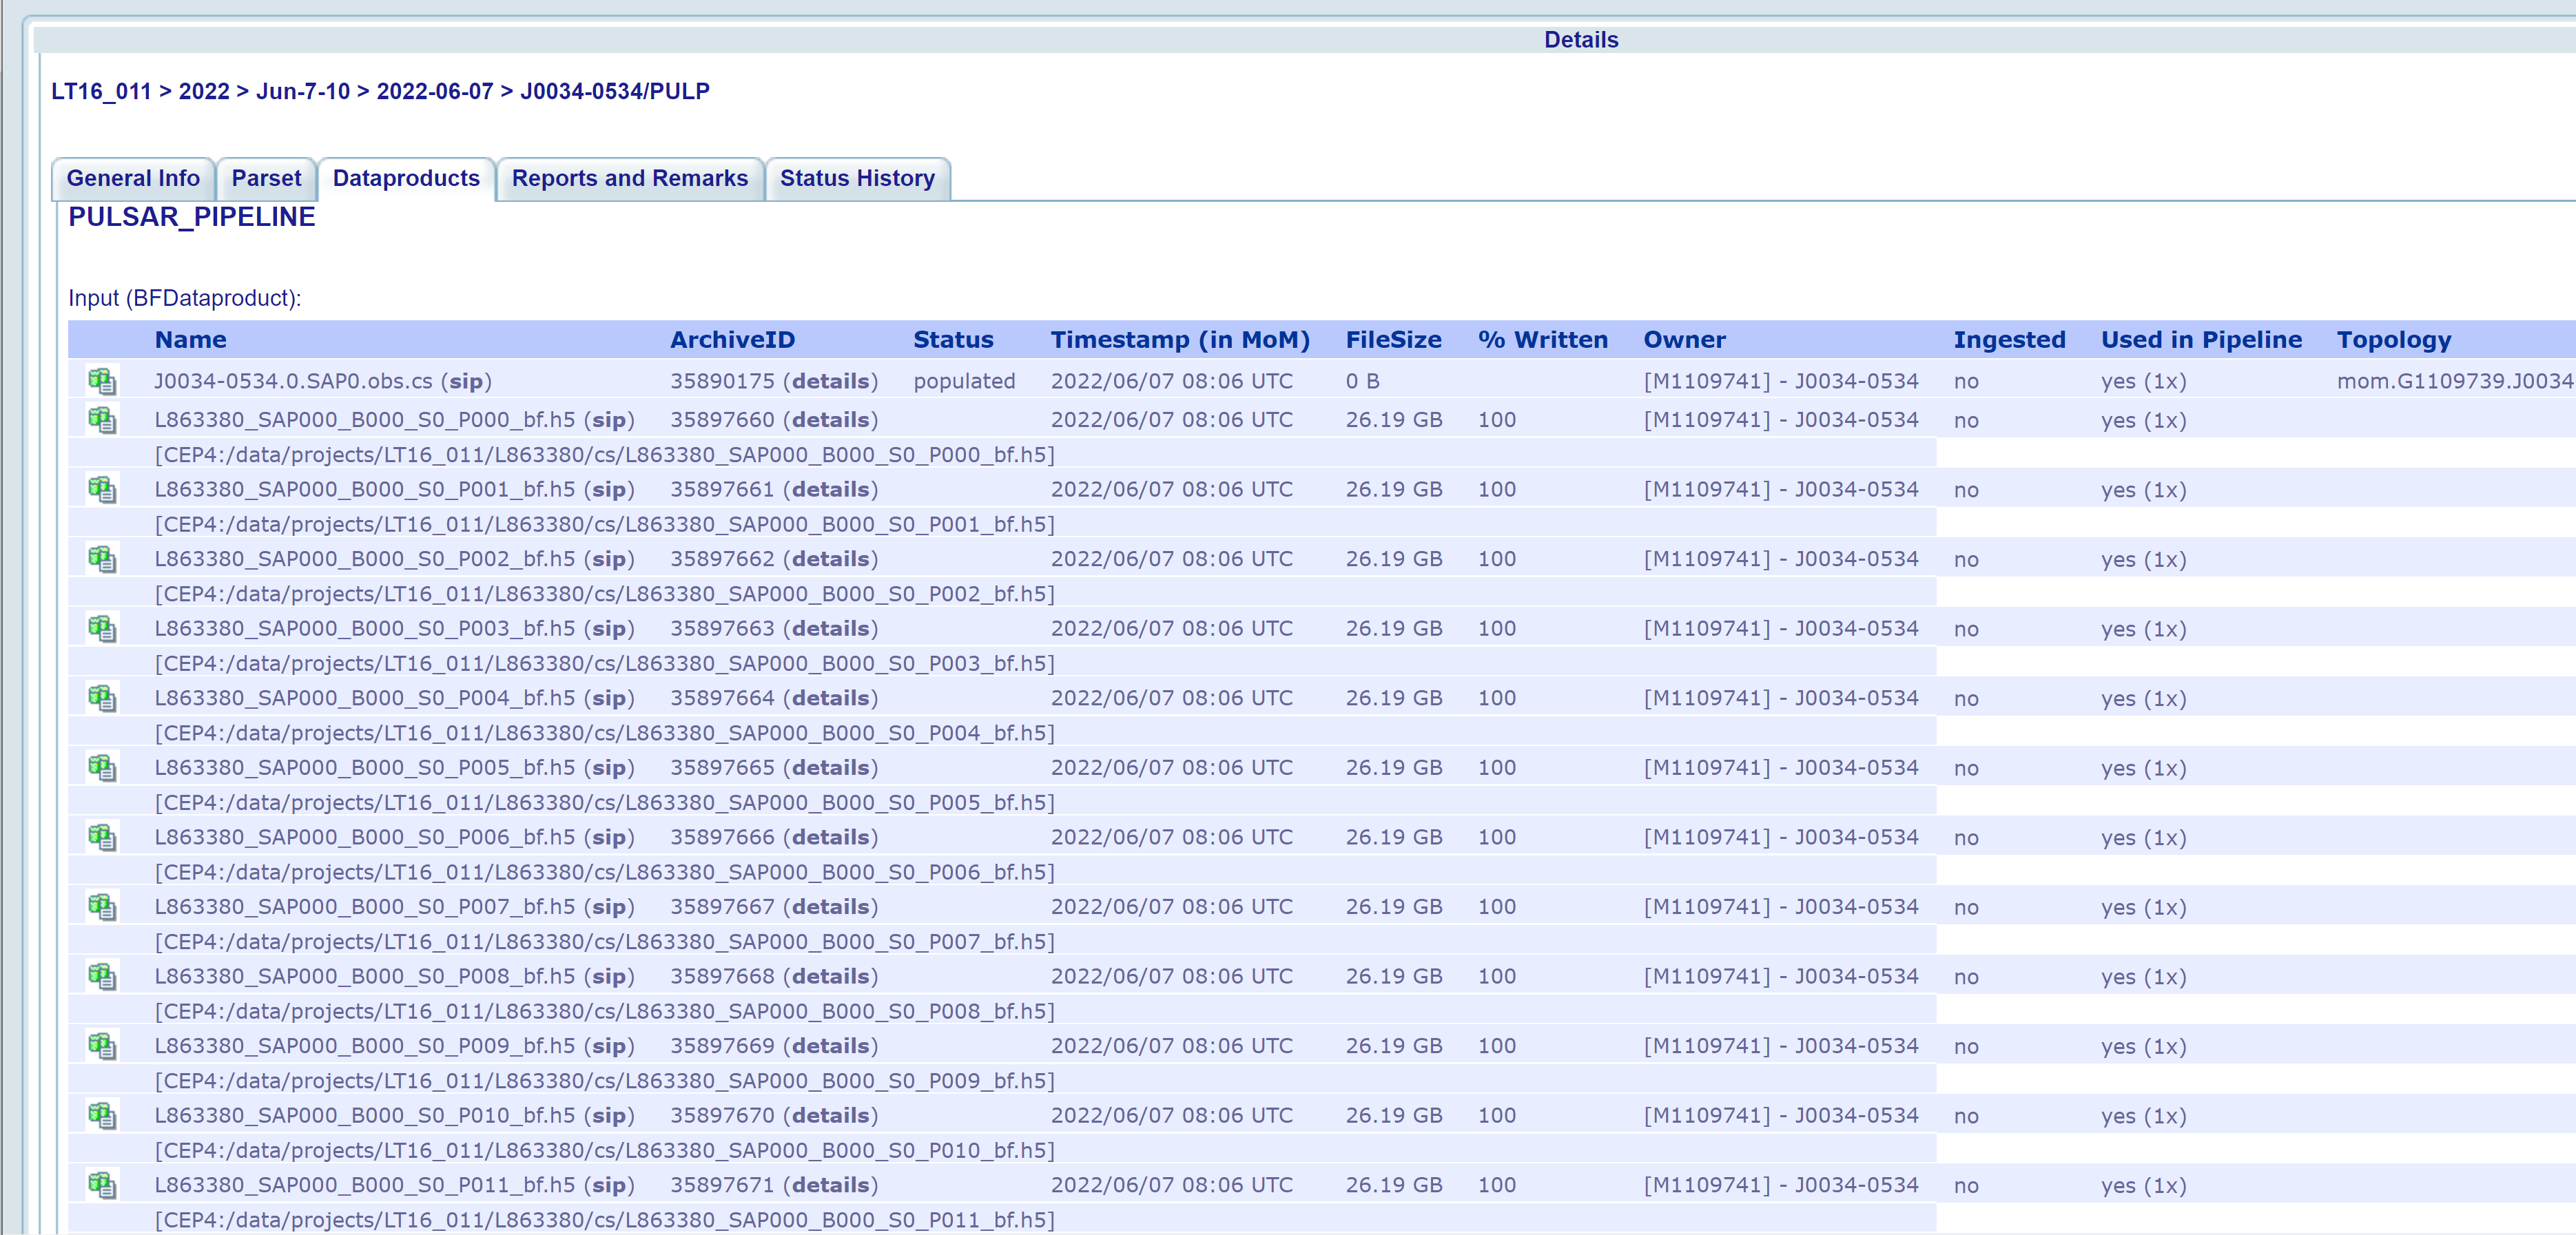 Details
LT16_011 > 2022 > Jun-7-10 > 2022-06-07 > J0034-0534/PULP
General Info Parset Dataproducts Reports and Remarks Status History
PULSAR_PIPELINE
Input (BFDataproduct):
Name ArchiveID Status Timestamp (in MoM) FileSize % Written Owner Ingested Used in Pipeline Topology
J0034-0534.0.SAP0.obs.cs (sip) 35890175 (details) populated 2022/06/07 08:06 UTC 0 B [M1109741] - J0034-0534 no yes (1x) mom.G1109739.J0034
L863380_SAP000_B000_S0_P000_bf.h5 (sip) 35897660 (details) 2022/06/07 08:06 UTC 26.19 GB 100 [M1109741] - J0034-0534 no yes (1x)
[CEP4:/data/projects/LT16_011/L863380/cs/L863380_SAP000_B000_S0_P000_bf.h5]
L863380_SAP000_B000_S0_P001_bf.h5 (sip) 35897661 (details) 2022/06/07 08:06 UTC 26.19 GB 100 [M1109741] - J0034-0534 no yes (1x)
[CEP4:/data/projects/LT16_011/L863380/cs/L863380_SAP000_B000_S0_P001_bf.h5]
L863380_SAP000_B000_S0_P002_bf.h5 (sip) 35897662 (details) 2022/06/07 08:06 UTC 26.19 GB 100 [M1109741] - J0034-0534 no yes (1x)
[CEP4:/data/projects/LT16_011/L863380/cs/L863380_SAP000_B000_S0_P002_bf.h5]
L863380_SAP000_B000_S0_P003_bf.h5 (sip) 35897663 (details) 2022/06/07 08:06 UTC 26.19 GB 100 [M1109741] - J0034-0534 no yes (1x)
[CEP4:/data/projects/LT16_011/L863380/cs/L863380_SAP000_B000_S0_P003_bf.h5]
L863380_SAP000_B000_S0_P004_bf.h5 (sip) 35897664 (details) 2022/06/07 08:06 UTC 26.19 GB 100 [M1109741] - J0034-0534 no yes (1x)
[CEP4:/data/projects/LT16_011/L863380/cs/L863380_SAP000_B000_S0_P004_bf.h5]
L863380_SAP000_B000_S0_P005_bf.h5 (sip) 35897665 (details) 2022/06/07 08:06 UTC 26.19 GB 100 [M1109741] - J0034-0534 no yes (1x)
[CEP4:/data/projects/LT16_011/L863380/cs/L863380_SAP000_B000_S0_P005_bf.h5]
L863380_SAP000_B000_S0_P006_bf.h5 (sip) 35897666 (details) 2022/06/07 08:06 UTC 26.19 GB 100 [M1109741] - J0034-0534 no yes (1x)
[CEP4:/data/projects/LT16_011/L863380/cs/L863380_SAP000_B000_S0_P006_bf.h5]
L863380_SAP000_B000_S0_P007_bf.h5 (sip) 35897667 (details) 2022/06/07 08:06 UTC 26.19 GB 100 [M1109741] - J0034-0534 no yes (1x)
[CEP4:/data/projects/LT16_011/L863380/cs/L863380_SAP000_B000_S0_P007_bf.h5]
L863380_SAP000_B000_S0_P008_bf.h5 (sip) 35897668 (details) 2022/06/07 08:06 UTC 26.19 GB 100 [M1109741] - J0034-0534 no yes (1x)
[CEP4:/data/projects/LT16_011/L863380/cs/L863380_SAP000_B000_S0_P008_bf.h5]
L863380_SAP000_B000_S0_P009_bf.h5 (sip) 35897669 (details) 2022/06/07 08:06 UTC 26.19 GB 100 [M1109741] - J0034-0534 no yes (1x)
[CEP4:/data/projects/LT16_011/L863380/cs/L863380_SAP000_B000_S0_P009_bf.h5]
L863380_SAP000_B000_S0_P010_bf.h5 (sip) 35897670 (details) 2022/06/07 08:06 UTC 26.19 GB 100 [M1109741] - J0034-0534 no yes (1x)
[CEP4:/data/projects/LT16_011/L863380/cs/L863380_SAP000_B000_S0_P010_bf.h5]
L863380_SAP000_B000_S0_P011_bf.h5 (sip) 35897671 (details) 2022/06/07 08:06 UTC 26.19 GB 100 [M1109741] - J0034-0534 no yes (1x)
[CEP4:/data/projects/LT16_011/L863380/cs/L863380_SAP000_B000_S0_P011_bf.h5]